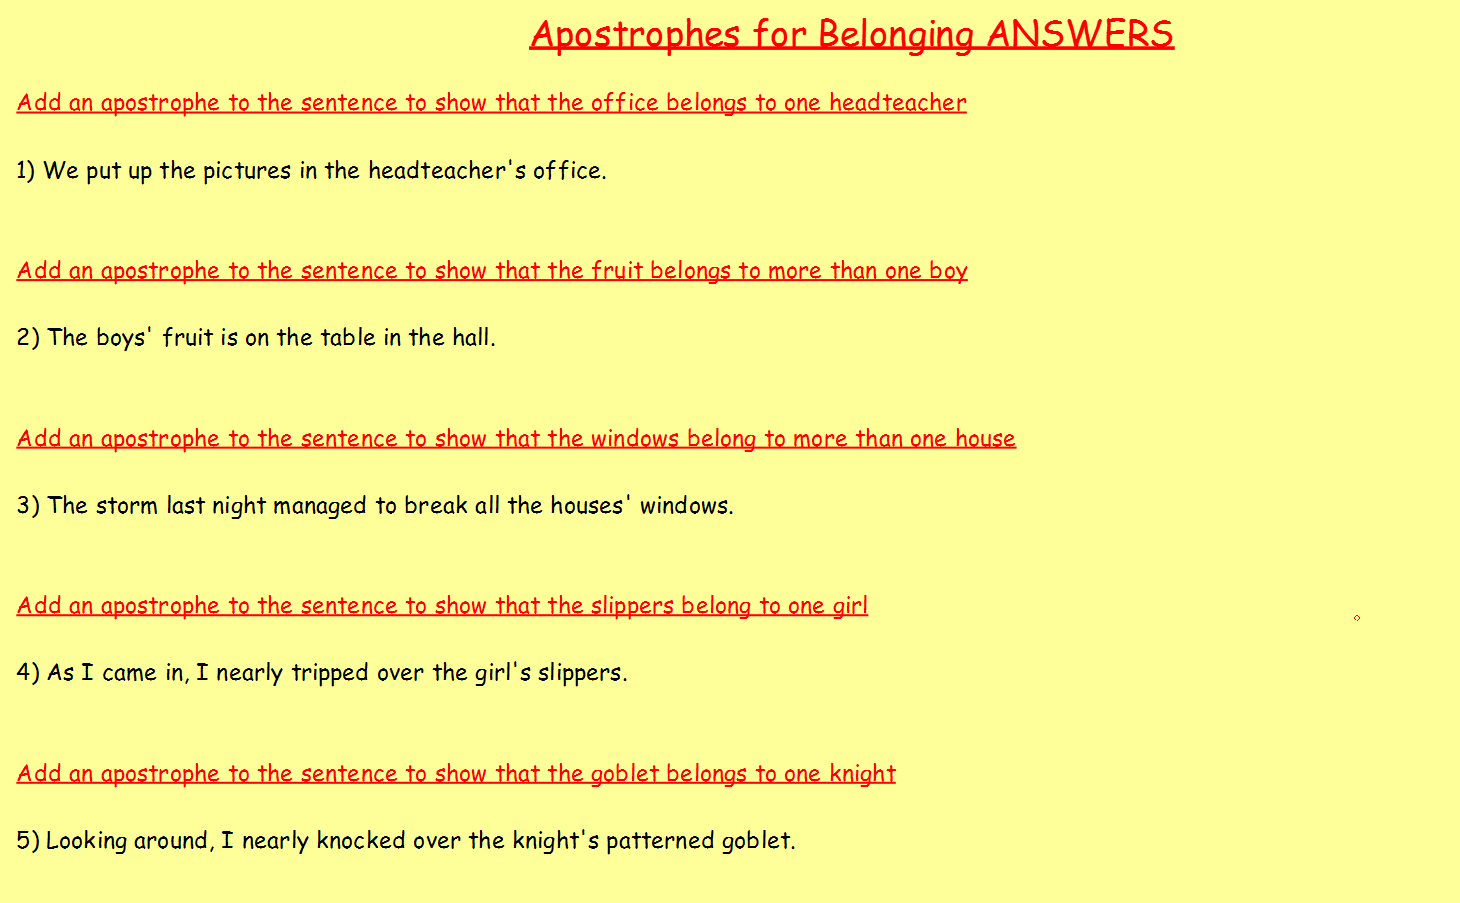 Apostrophes for Belonging ANSWERS
Add an apostrophe to the sentence to show that the office belongs to one headteacher
1) We put up the pictures in the headteacher's office.
Add an apostrophe to the sentence to show that the fruit belongs to more than one boy
2) The boys' fruit is on the table in the hall.
Add an apostrophe to the sentence to show that the windows belong to more than one house
3) The storm last night managed to break all the houses' windows.
Add an apostrophe to the sentence to show that the slippers belong to one girl
4) As I came in, I nearly tripped over the girl's slippers.
Add an apostrophe to the sentence to show that the goblet belongs to one knight
5) Looking around, I nearly knocked over the knight's patterned goblet.